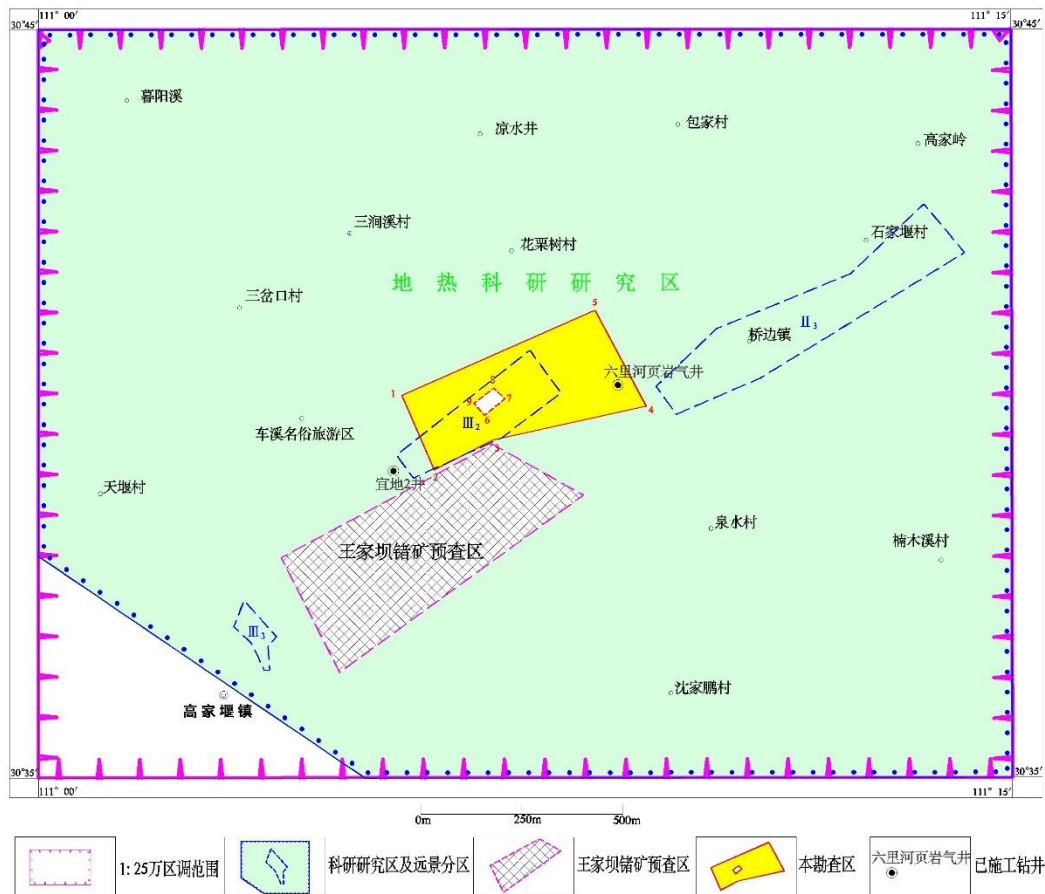 111° 00′
111° 15′
30°45′
30°45′
暮阳溪
凉水井
包家村
高家岭
三涧溪村
花粟树村
石家堰村
地热科研研究区
三岔口村
5
桥边镇
Ⅱ3
六里河页岩气井
1
8
9
7
6
4
Ⅲ2
车溪名俗旅游区
3
2
宜地2井
天堰村
泉水村
楠木溪村
王家坝锗矿预查区
Ⅲ3
沈家鹏村
高家堰镇
30°35′
30°35′
111° 00′
111° 15′
0m
250m
500m
1: 25万区调范围
科研研究区及远景分区
王家坝锗矿预查区
本勘查区
六里河页岩气井
已施工钻井